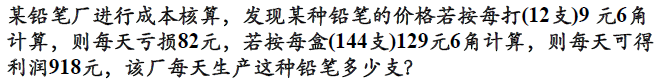 某铅笔厂进行成本核算，发现某种铅笔的价格若按每打(12支)9 元6角
计算，则每天亏损82元，若按每盒(144支)129元6角计算，则每天可得
利润918元，该厂每天生产这种铅笔多少支?